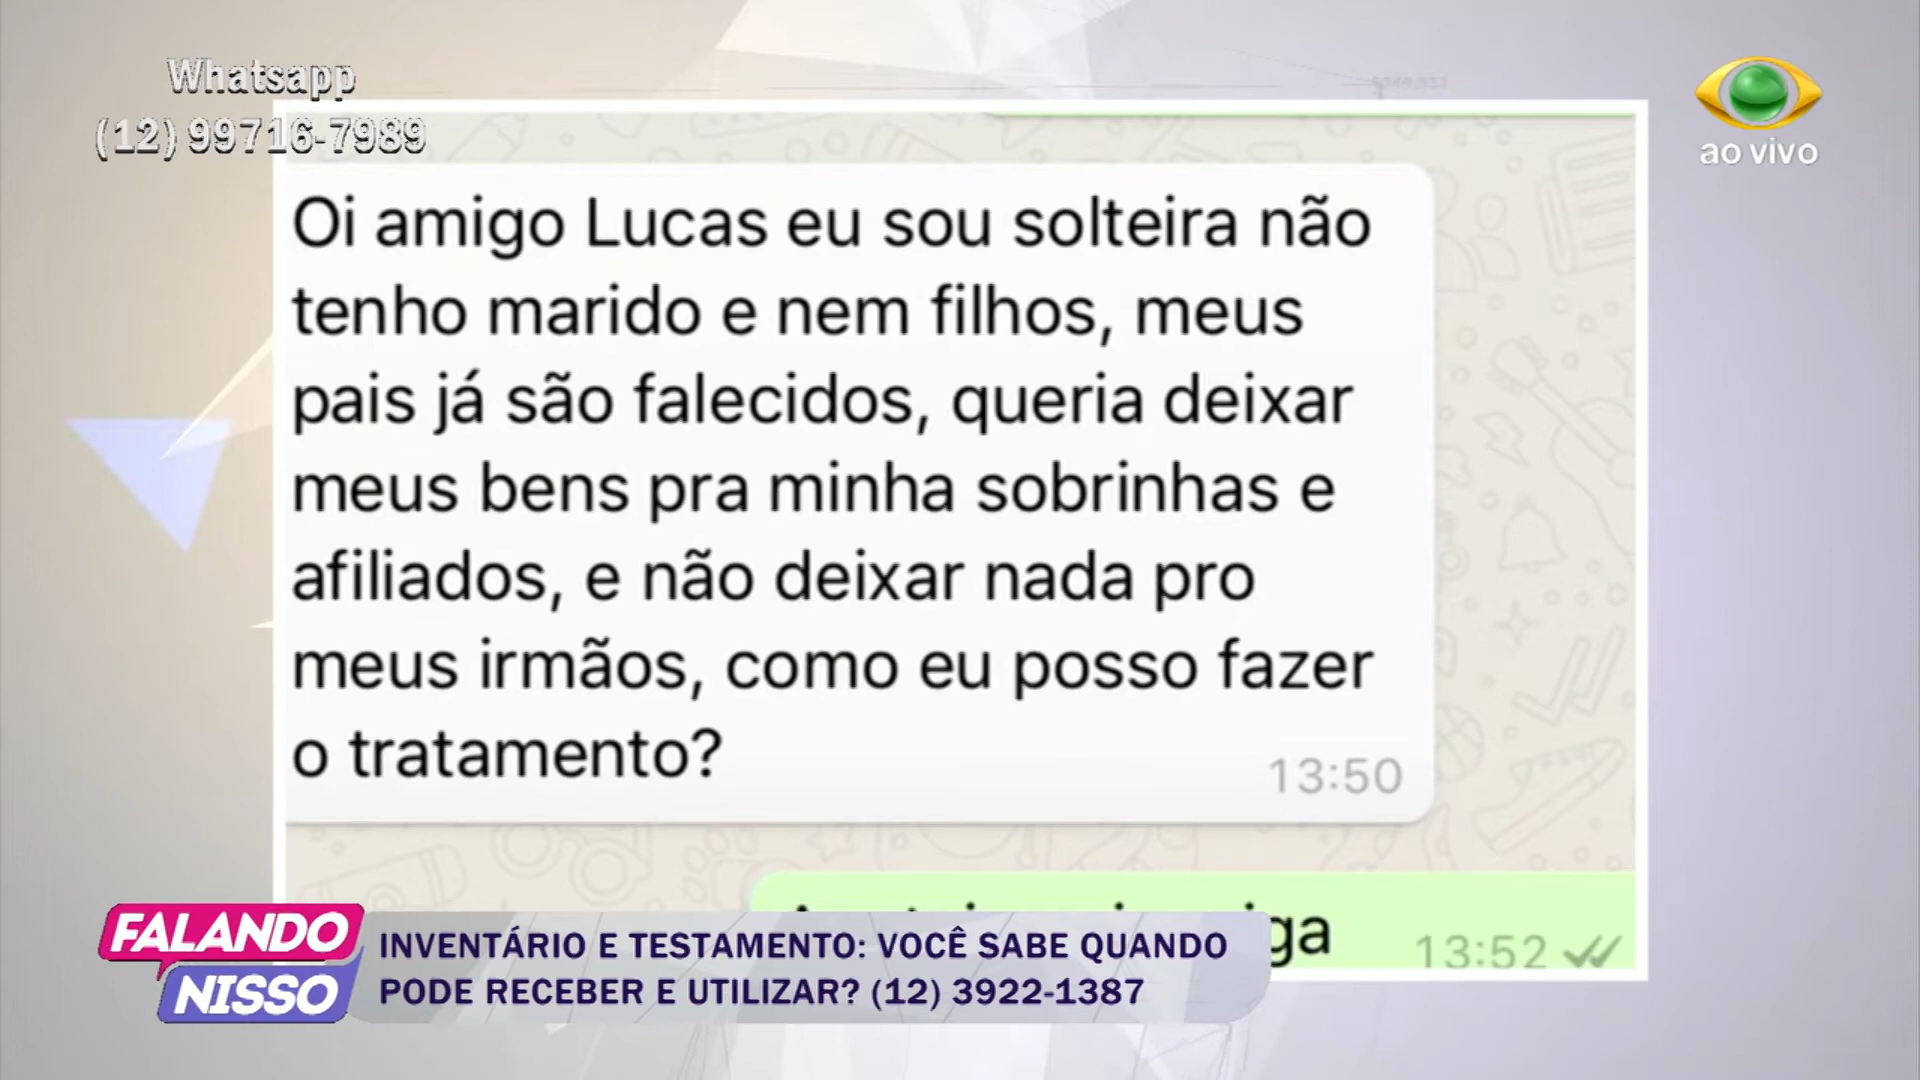 Whatsapp
(12) 99716-7989
ao vivo
Oi amigo Lucas eu sou solteira não
tenho marido e nem filhos, meus
pais já são falecidos, queria deixar
meus bens pra minha sobrinhas e
afiliados, e não deixar nada pro
meus irmãos, como eu posso fazer
o tratamento?
13:50
13:52
FALANDO
NISSO
INVENTÁRIO E TESTAMENTO: VOCÊ SABE QUANDO
PODE RECEBER E UTILIZAR? (12) 3922-1387